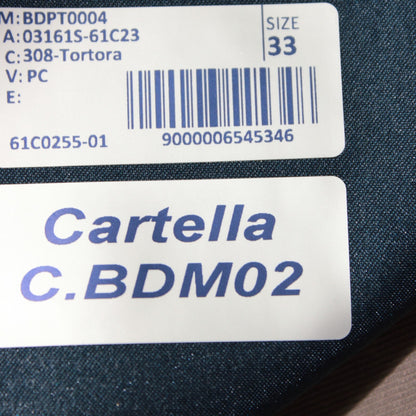 M: BDPT0004
A: 03161S-61C23
C: 308-Tortora
V: PC
E:
SIZE
33
61C0255-01
9000006545346
Cartella
C.BDM02